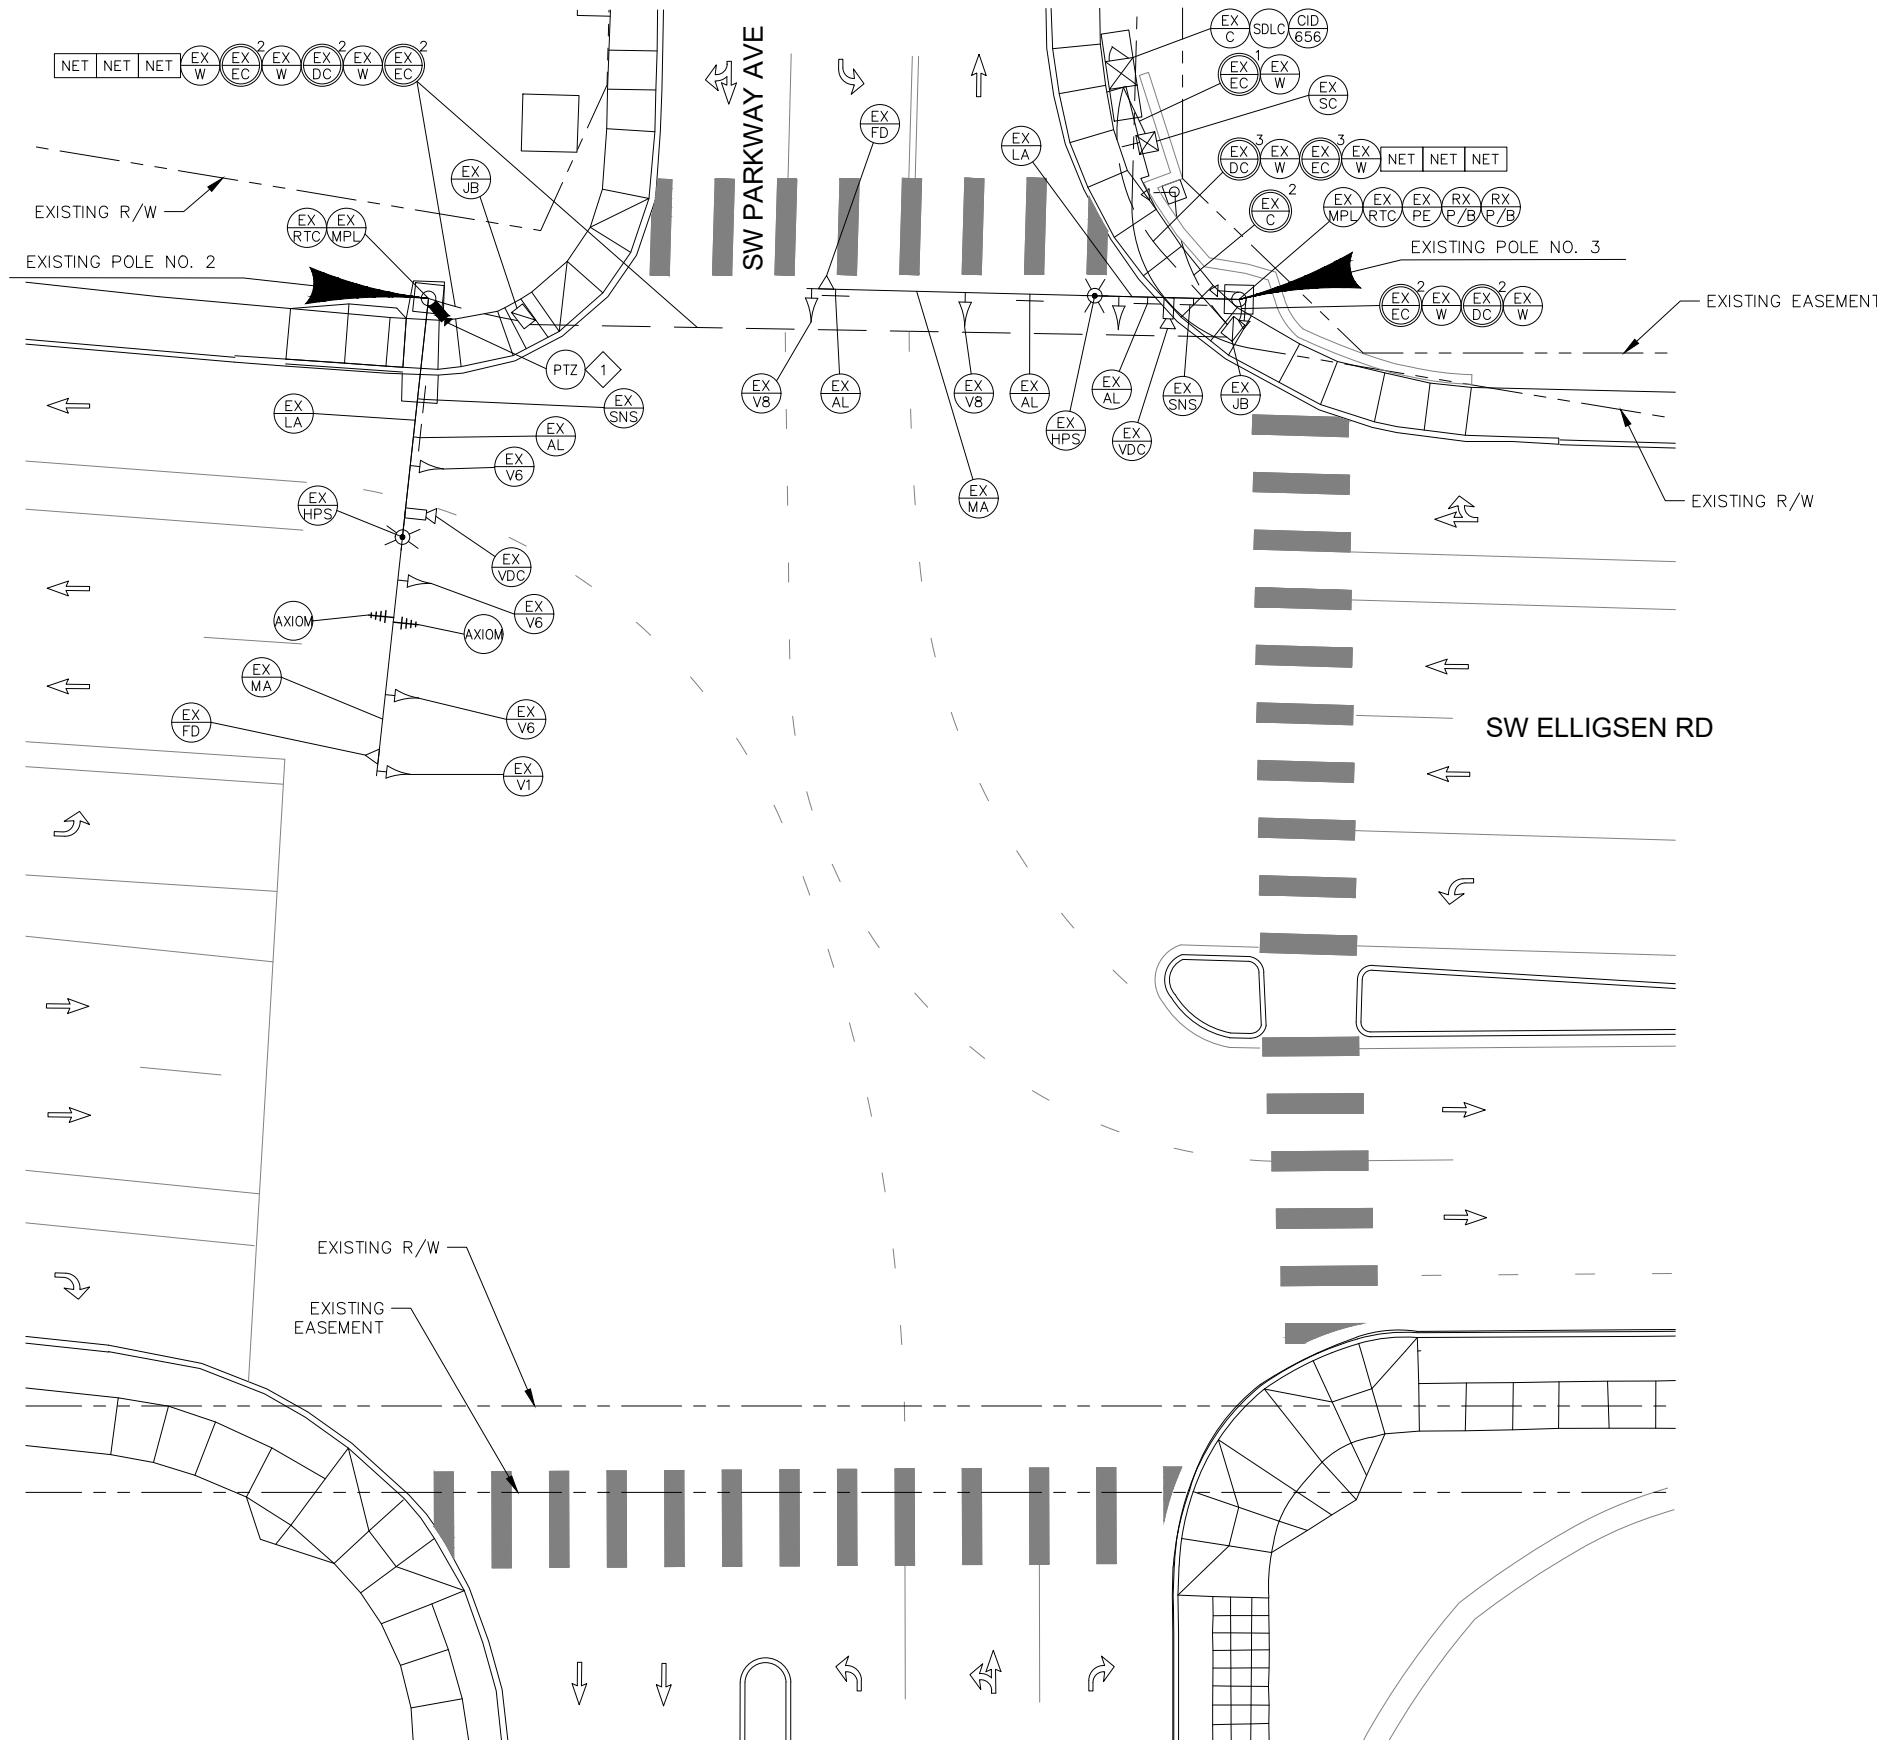 NET NET NET EX W EX EC 2 EX W EX DC 2 EX W EX EC 2
SW PARKWAY AVE
EX C SDLC CID 656
EX EC 1 EX W
EX SC
EX FD
EX LA
EX DC 3 EX W EX EC 3 EX W NET NET NET
EX JB
EXISTING R/W
EX C 2
EX MPL EX RTC EX PE RX P/B RX P/B
EX RTC EX MPL
EXISTING POLE NO. 3
EXISTING POLE NO. 2
EX EC 2 EX W EX DC 2 EX W
EXISTING EASEMENT
PTZ 1
EX V8
EX AL
EX V8
EX AL
EX AL
EX SNS
EX JB
EX LA
EX SNS
EX HPS
EX VDC
EX AL
EX V6
EX MA
EX HPS
EXISTING R/W
EX VDC
EX V6
AXIOM
AXIOM
EX MA
EX FD
EX V6
SW ELLIGSEN RD
EX V1
EXISTING R/W
EXISTING
EASEMENT